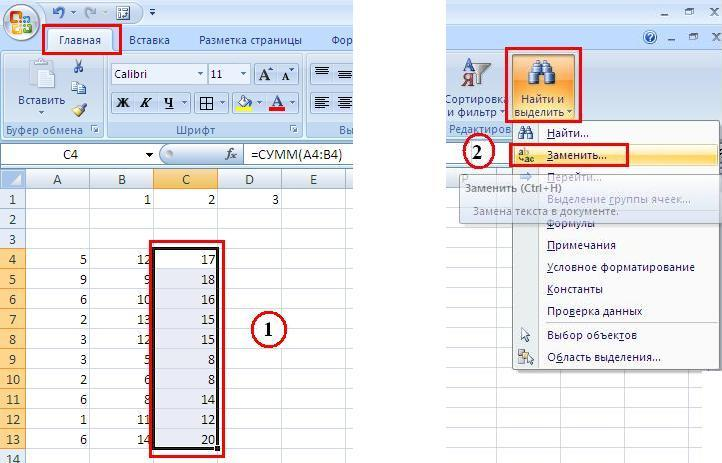 Главная Вставка Разметка страницы Фор
Вставить
Calibri 11
Ж К Ч
Буфер обмена Шрифт
C4 fx =СУММ(A4:B4)
A B C D E
1 1 2 3
2
3
4 5 12 17
5 9 9 18
6 6 10 16
7 2 13 15
8 3 12 15
9 3 5 8
10 2 6 8
11 6 8 14
12 1 11 12
13 6 14 20
14
1
Сортировка и фильтр
Найти и выделить
Редактиров
2
Найти...
Заменить...
Перейти...
Заменить (Ctrl+H)
Выделение группы ячеек...
Замена текста в документе.
Формулы
Примечания
Условное форматирование
Константы
Проверка данных
Выбор объектов
Область выделения...